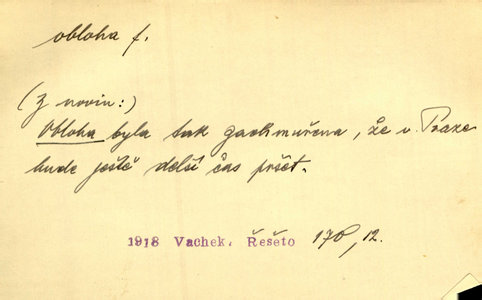 obloha f.
(Z novin:)
Obloha byla tak zachmuřena, že v Praze
bude ještě delší čas pršet.
1918 Vachek, Řešeto 170,12.